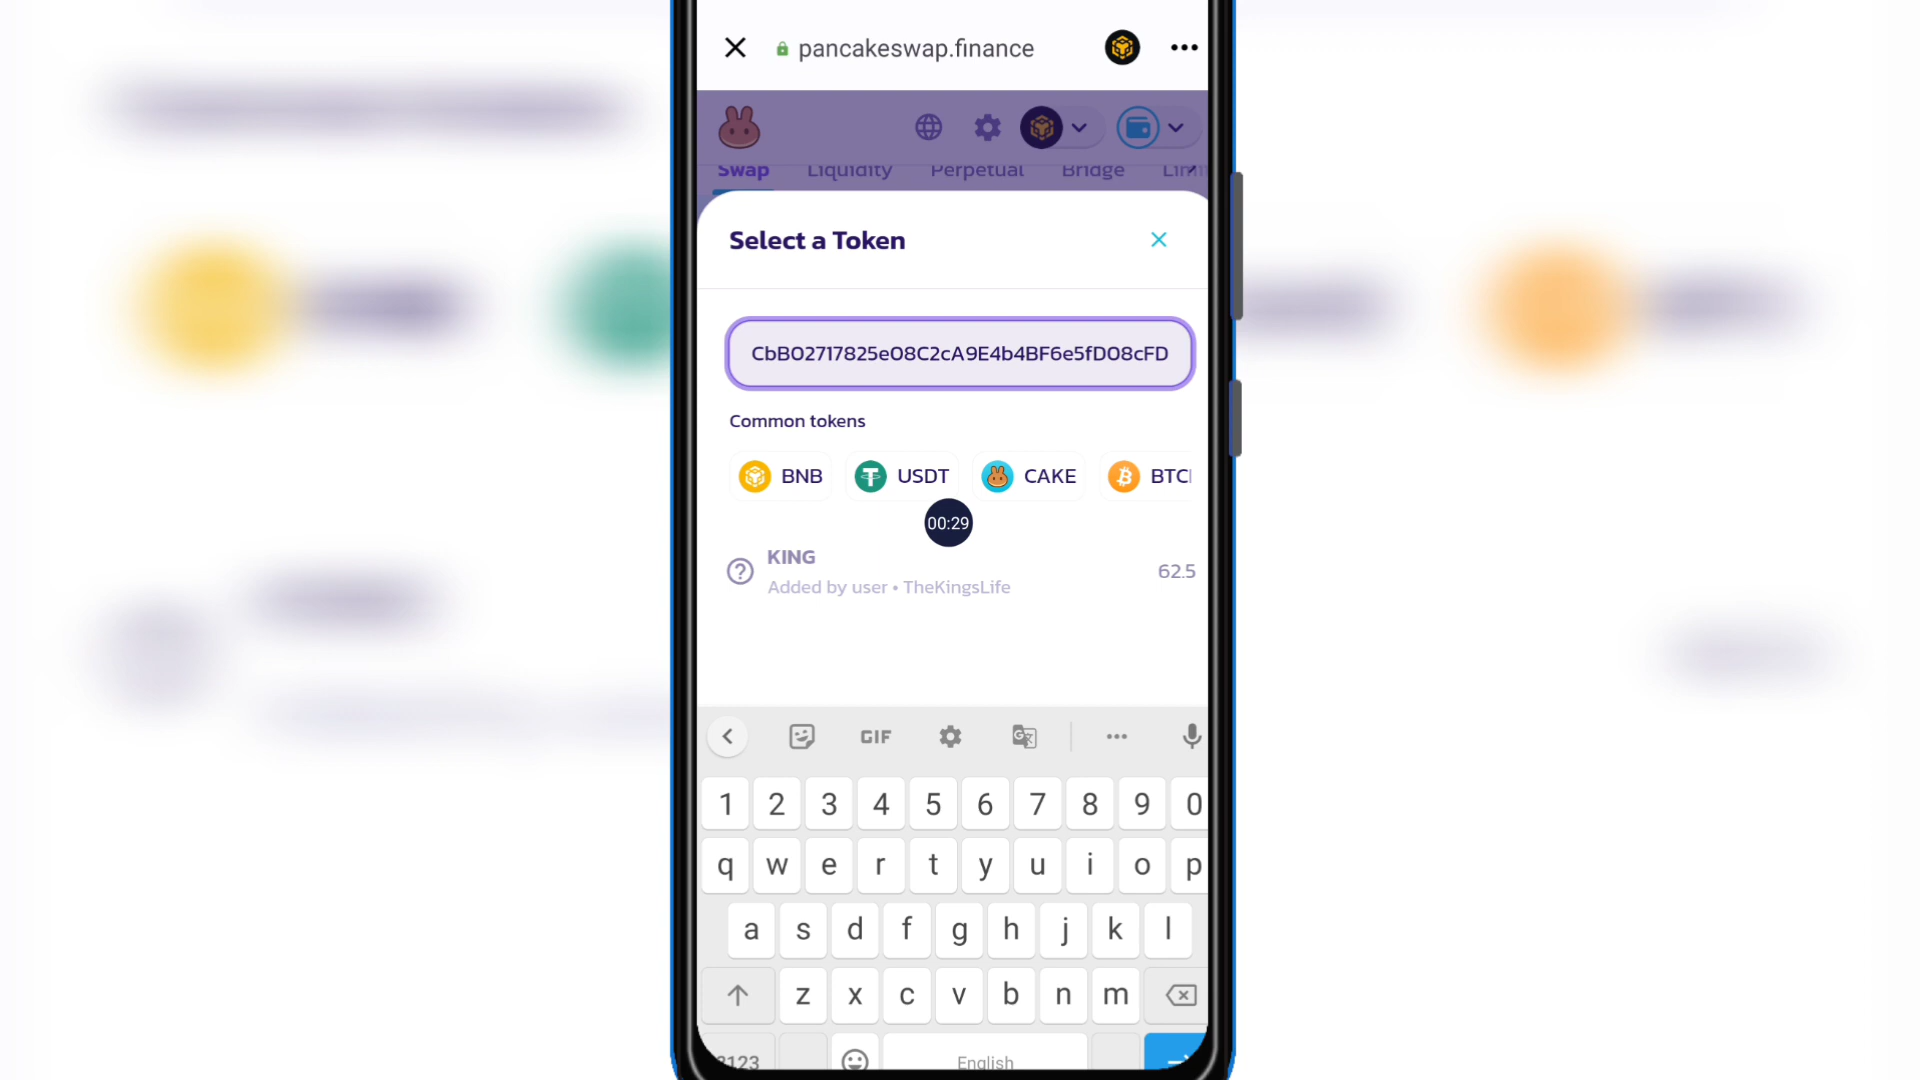 pancakeswap.finance
Swap Liquidity Perpetual Bridge
Select a Token
CbBO2717825eO8C2cA9E4b4BF6e5fDO8cFD
Common tokens
BNB USDT CAKE BTC
00:29
KING
Added by user • TheKingsLife
62.5
GIF
1 2 3 4 5 6 7 8 9 0
q w e r t y u i o p
a s d f g h j k l
z x c v b n m
English